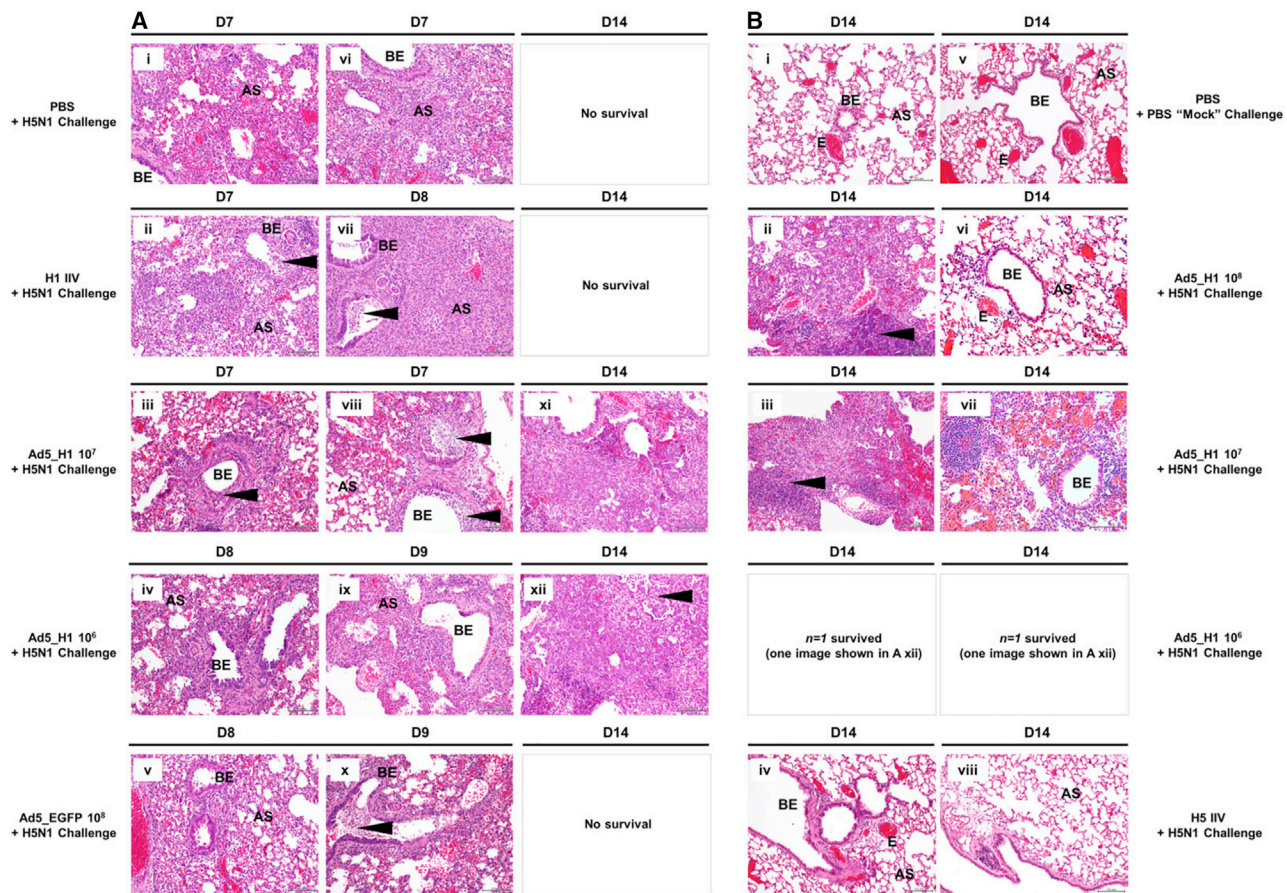 A
B
D7 D7 D14
D14 D14
PBS
+ H5N1 Challenge
i AS BE
vi BE AS
No survival
i BE AS E
v AS BE E
PBS
+ PBS “Mock” Challenge
D7 D8 D14
D14 D14
H1 IIV
+ H5N1 Challenge
ii BE AS
vii BE AS
No survival
ii
vi BE AS E
Ad5_H1 10⁸
+ H5N1 Challenge
D7 D7 D14
D14 D14
Ad5_H1 10⁷
+ H5N1 Challenge
iii BE
viii AS BE
xi
iii
vii BE
Ad5_H1 10⁷
+ H5N1 Challenge
D8 D9 D14
D14 D14
Ad5_H1 10⁶
+ H5N1 Challenge
iv AS BE
ix AS BE
xii
n=1 survived
(one image shown in A xii)
n=1 survived
(one image shown in A xii)
Ad5_H1 10⁶
+ H5N1 Challenge
D8 D9 D14
D14 D14
Ad5_EGFP 10⁸
+ H5N1 Challenge
v BE AS
x BE
No survival
iv BE E AS
viii AS
H5 IIV
+ H5N1 Challenge